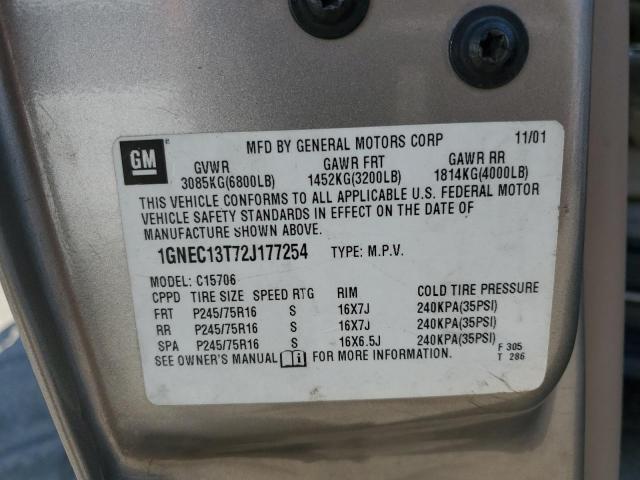 GM
MFD BY GENERAL MOTORS CORP 11/01
GVWR GAWR FRT GAWR RR
3085KG(6800LB) 1452KG(3200LB) 1814KG(4000LB)
THIS VEHICLE CONFORMS TO ALL APPLICABLE U.S. FEDERAL MOTOR
VEHICLE SAFETY STANDARDS IN EFFECT ON THE DATE OF
MANUFACTURE SHOWN ABOVE.
1GNEC13T72J177254 TYPE: M.P.V.
MODEL: C15706
CPPD TIRE SIZE SPEED RTG RIM COLD TIRE PRESSURE
FRT P245/75R16 S 16X7J 240KPA(35PSI)
RR P245/75R16 S 16X7J 240KPA(35PSI)
SPA P245/75R16 S 16X6.5J 240KPA(35PSI)
SEE OWNER'S MANUAL FOR MORE INFORMATION.
F 305
T 286